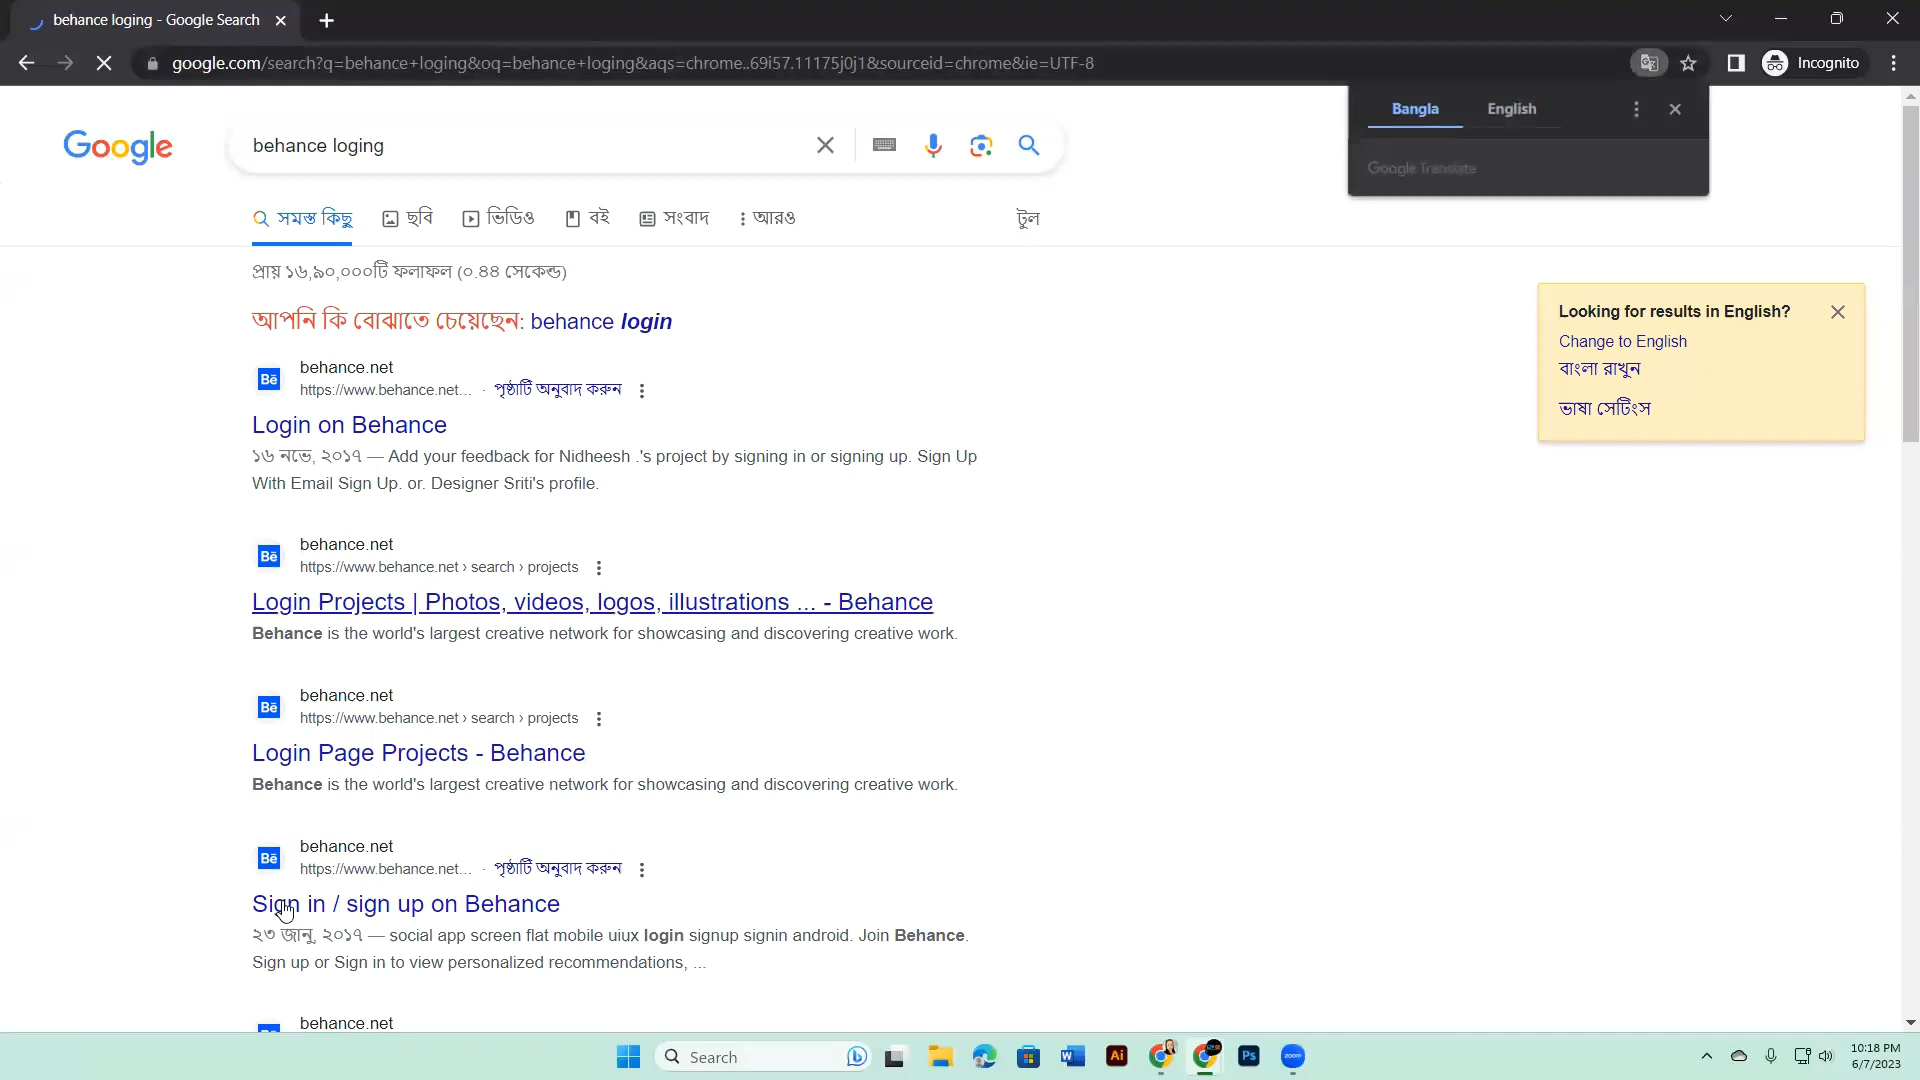 behance loging - Google Search
google.com/search?q=behance+loging&oq=behance+loging&aqs=chrome..69i57.11175j0j1&sourceid=chrome&ie=UTF-8
Incognito
Bangla English
Google Translate
Google
behance loging
সমস্ত কিছু ছবি ভিডিও বই সংবাদ আরও টুল
প্রায় ১৬,৯০,০০০টি ফলাফল (০.৪৪ সেকেন্ড)
আপনি কি বোঝাতে চেয়েছেন: behance login
Looking for results in English?
Change to English
বাংলা রাখুন
ভাষা সেটিংস
Bē
behance.net
https://www.behance.net... · পৃষ্ঠাটি অনুবাদ করুন
Login on Behance
১৬ নভে, ২০১৭ — Add your feedback for Nidheesh .'s project by signing in or signing up. Sign Up
With Email Sign Up. or. Designer Sriti's profile.
Bē
behance.net
https://www.behance.net › search › projects
Login Projects | Photos, videos, logos, illustrations ... - Behance
Behance is the world's largest creative network for showcasing and discovering creative work.
Bē
behance.net
https://www.behance.net › search › projects
Login Page Projects - Behance
Behance is the world's largest creative network for showcasing and discovering creative work.
Bē
behance.net
https://www.behance.net... · পৃষ্ঠাটি অনুবাদ করুন
Sign in / sign up on Behance
২৩ জানু, ২০১৭ — social app screen flat mobile uiux login signup signin android. Join Behance.
Sign up or Sign in to view personalized recommendations, ...
behance.net
Search
Ai
Ps
zoom
10:18 PM
6/7/2023